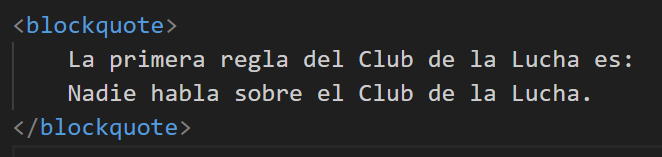 <blockquote>
La primera regla del Club de la Lucha es:
Nadie habla sobre el Club de la Lucha.
</blockquote>